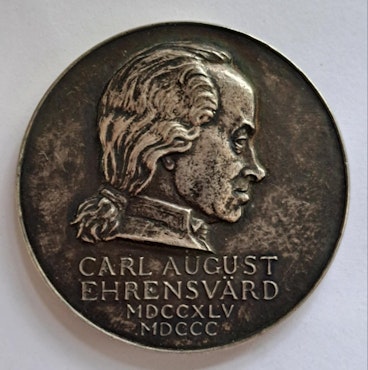 CARL AUGUST
EHRENSVÄRD
MDCCXLV
MDCCC